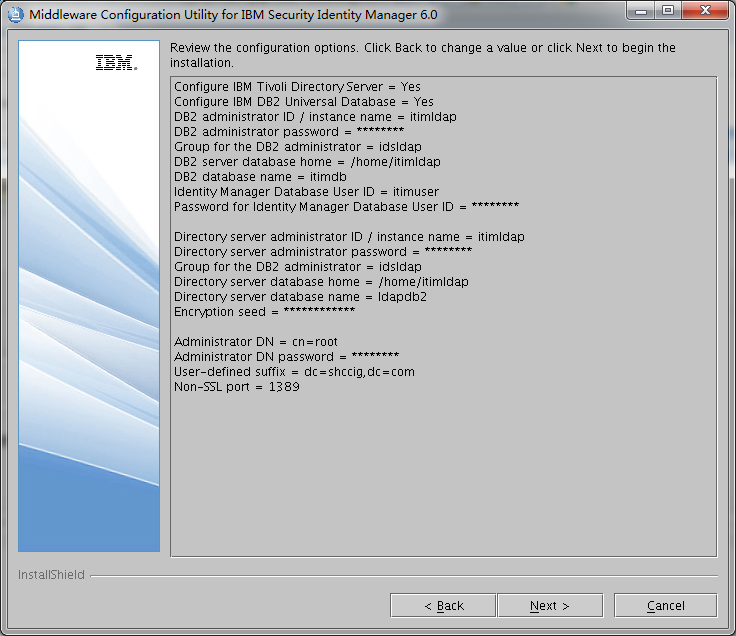 Middleware Configuration Utility for IBM Security Identity Manager 6.0
IBM.
Review the configuration options. Click Back to change a value or click Next to begin the
installation.
Configure IBM Tivoli Directory Server = Yes
Configure IBM DB2 Universal Database = Yes
DB2 administrator ID / instance name = itimldap
DB2 administrator password = ********
Group for the DB2 administrator = idsldap
DB2 server database home = /home/itimldap
DB2 database name = itimdb
Identity Manager Database User ID = itimuser
Password for Identity Manager Database User ID = ********
Directory server administrator ID / instance name = itimldap
Directory server administrator password = ********
Group for the DB2 administrator = idsldap
Directory server database home = /home/itimldap
Directory server database name = ldapdb2
Encryption seed = ************
Administrator DN = cn=root
Administrator DN password = ********
User-defined suffix = dc=shccig,dc=com
Non-SSL port = 1389
InstallShield
< Back
Next >
Cancel